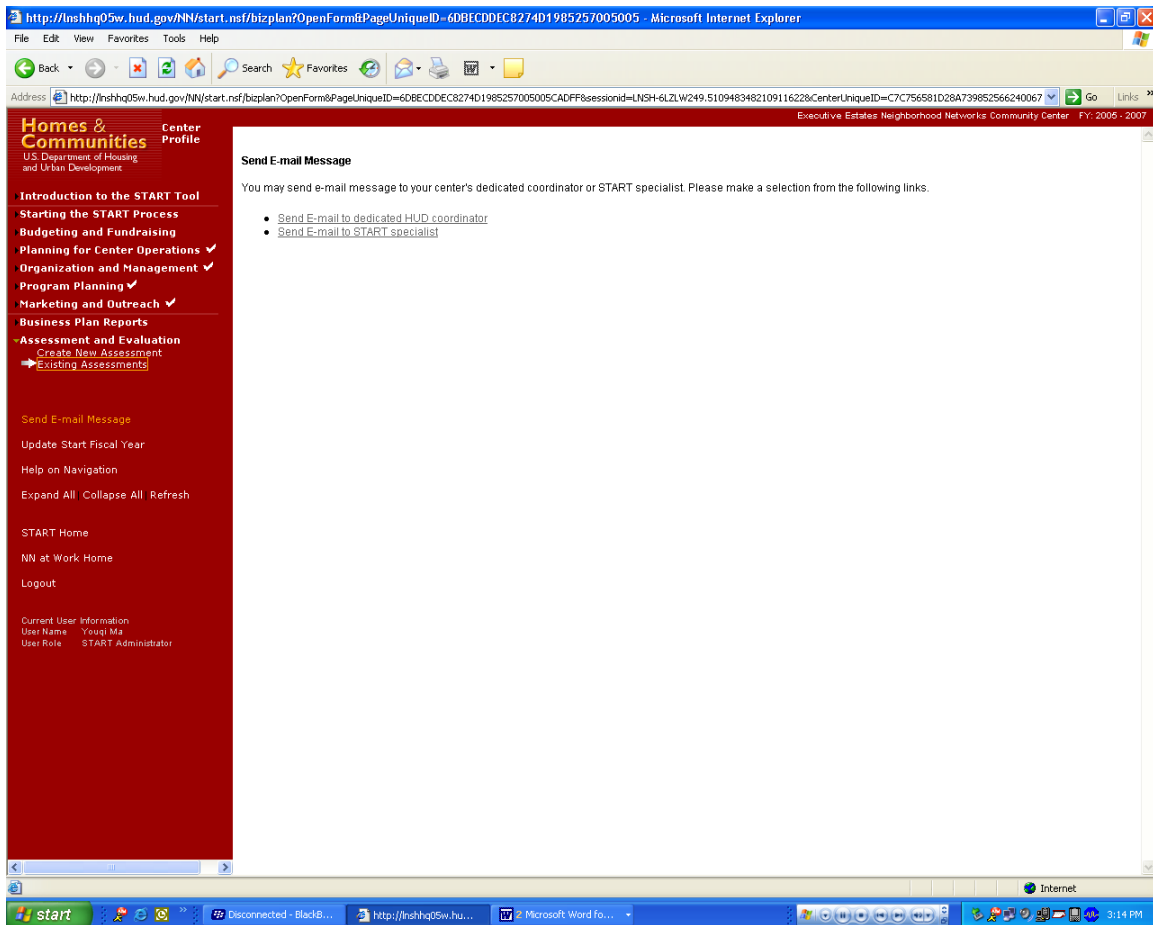 http://lnshhq05w.hud.gov/NN/start.nsf/bizplan?OpenForm&PageUniqueID=6DBECDDEC8274D1985257005005 - Microsoft Internet Explorer
File Edit View Favorites Tools Help
Back Search Favorites
Address http://lnshhq05w.hud.gov/NN/start.nsf/bizplan?OpenForm&PageUniqueID=6DBECDDEC8274D1985257005005CADFF&sessionid=LNSH-6LZLW249.5109483482109116228&CenterUniqueID=C7C756581D28A739852566240067 Go Links »
Executive Estates Neighborhood Networks Community Center FY: 2005 - 2007
Homes &
Communities
U.S. Department of Housing
and Urban Development
Center
Profile
Introduction to the START Tool
Starting the START Process
Budgeting and Fundraising
Planning for Center Operations ✔
Organization and Management ✔
Program Planning ✔
Marketing and Outreach ✔
Business Plan Reports
Assessment and Evaluation
Create New Assessment
Existing Assessments
Send E-mail Message
Update Start Fiscal Year
Help on Navigation
Expand All| Collapse All| Refresh
START Home
NN at Work Home
Logout
Current User Information
User Name Youqi Ma
User Role START Administrator
Send E-mail Message
You may send e-mail message to your center's dedicated coordinator or START specialist. Please make a selection from the following links.
• Send E-mail to dedicated HUD coordinator
• Send E-mail to START specialist
Internet
start » Disconnected - BlackB... http://lnshhq05w.hu... 2 Microsoft Word fo... 3:14 PM